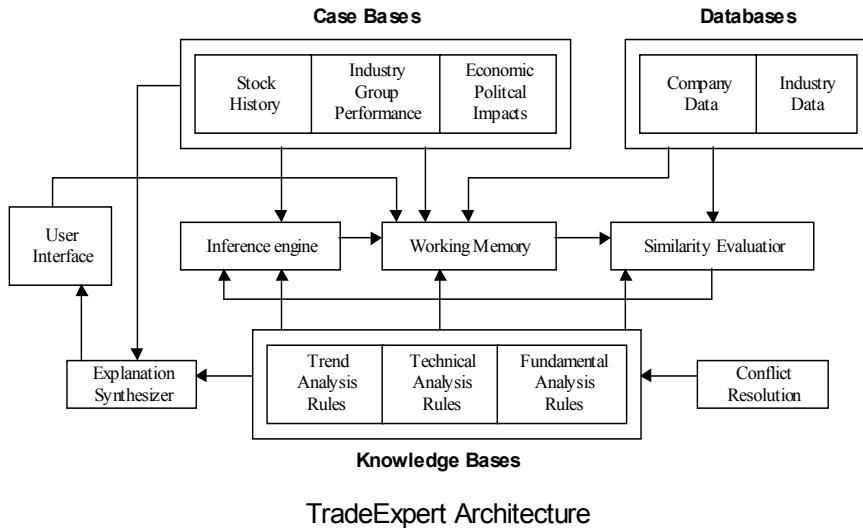 Case Bases
Databases
Stock
History
Industry
Group
Performance
Economic
Politcal
Impacts
Company
Data
Industry
Data
User
Interface
Inference engine
Working Memory
Similarity Evaluatior
Explanation
Synthesizer
Trend
Analysis
Rules
Technical
Analysis
Rules
Fundamental
Analysis
Rules
Conflict
Resolution
Knowledge Bases
TradeExpert Architecture